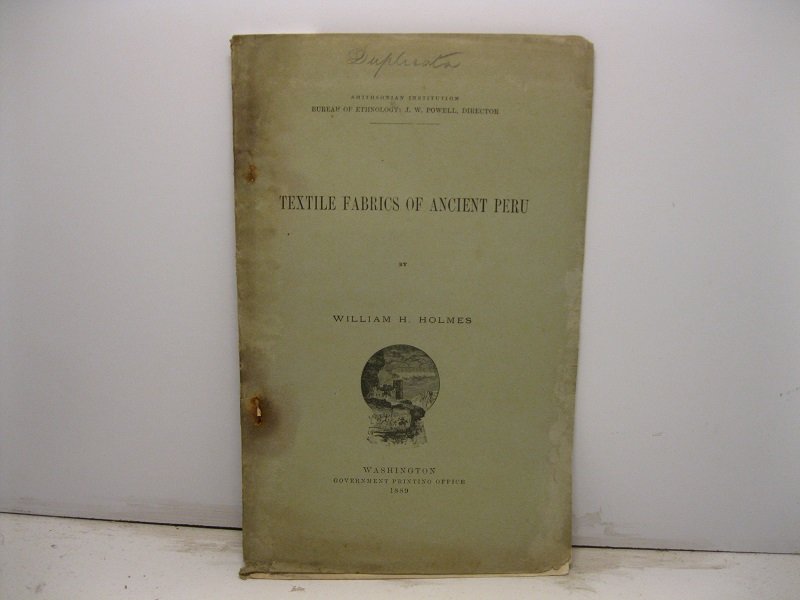 Duplicata
SMITHSONIAN INSTITUTION
BUREAU OF ETHNOLOGY: J. W. POWELL, DIRECTOR
TEXTILE FABRICS OF ANCIENT PERU
BY
WILLIAM H. HOLMES
WASHINGTON
GOVERNMENT PRINTING OFFICE
1889